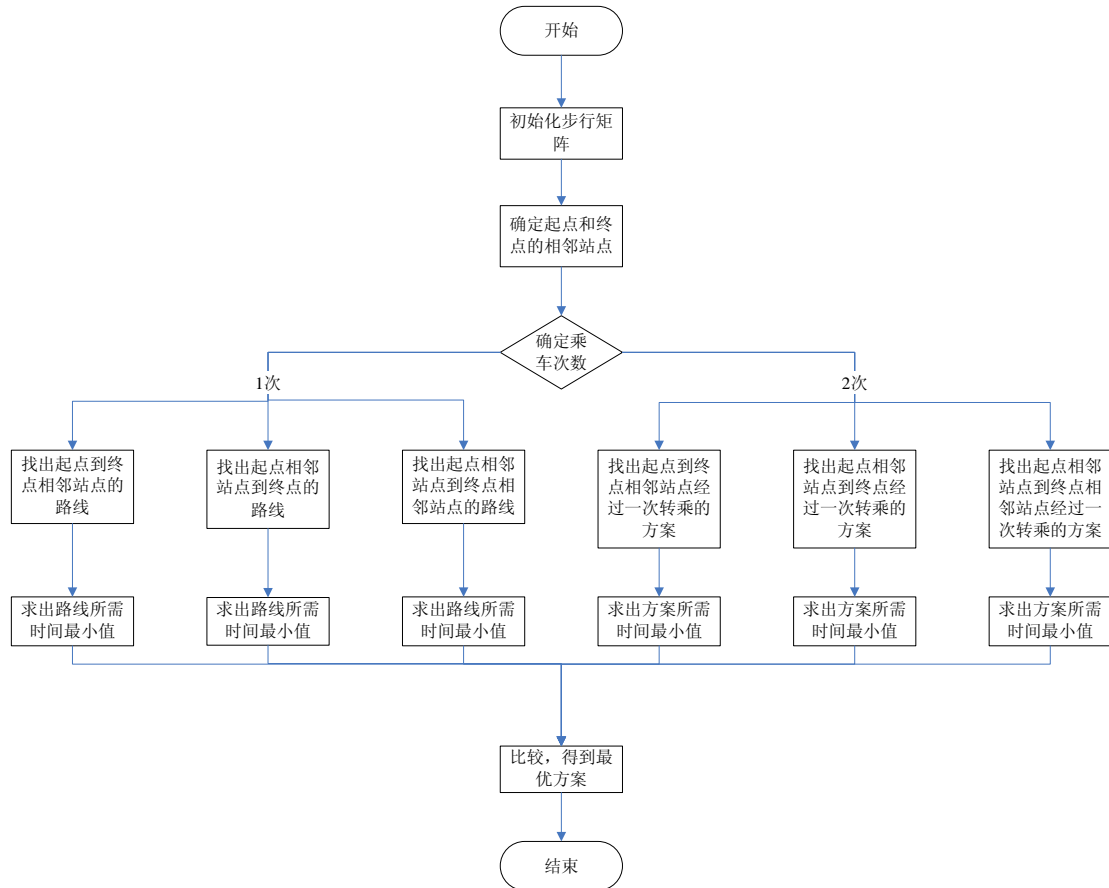 开始
初始化步行矩
阵
确定起点和终
点的相邻站点
确定乘
车次数
1次
2次
找出起点到终
点相邻站点的
路线
找出起点相邻
站点到终点的
路线
找出起点相邻
站点到终点相
邻站点的路线
找出起点到终
点相邻站点经
过一次转乘的
方案
找出起点相邻
站点到终点经
过一次转乘的
方案
找出起点相邻
站点到终点相
邻站点经过一
次转乘的方案
求出路线所需
时间最小值
求出路线所需
时间最小值
求出路线所需
时间最小值
求出方案所需
时间最小值
求出方案所需
时间最小值
求出方案所需
时间最小值
比较，得到最
优方案
结束